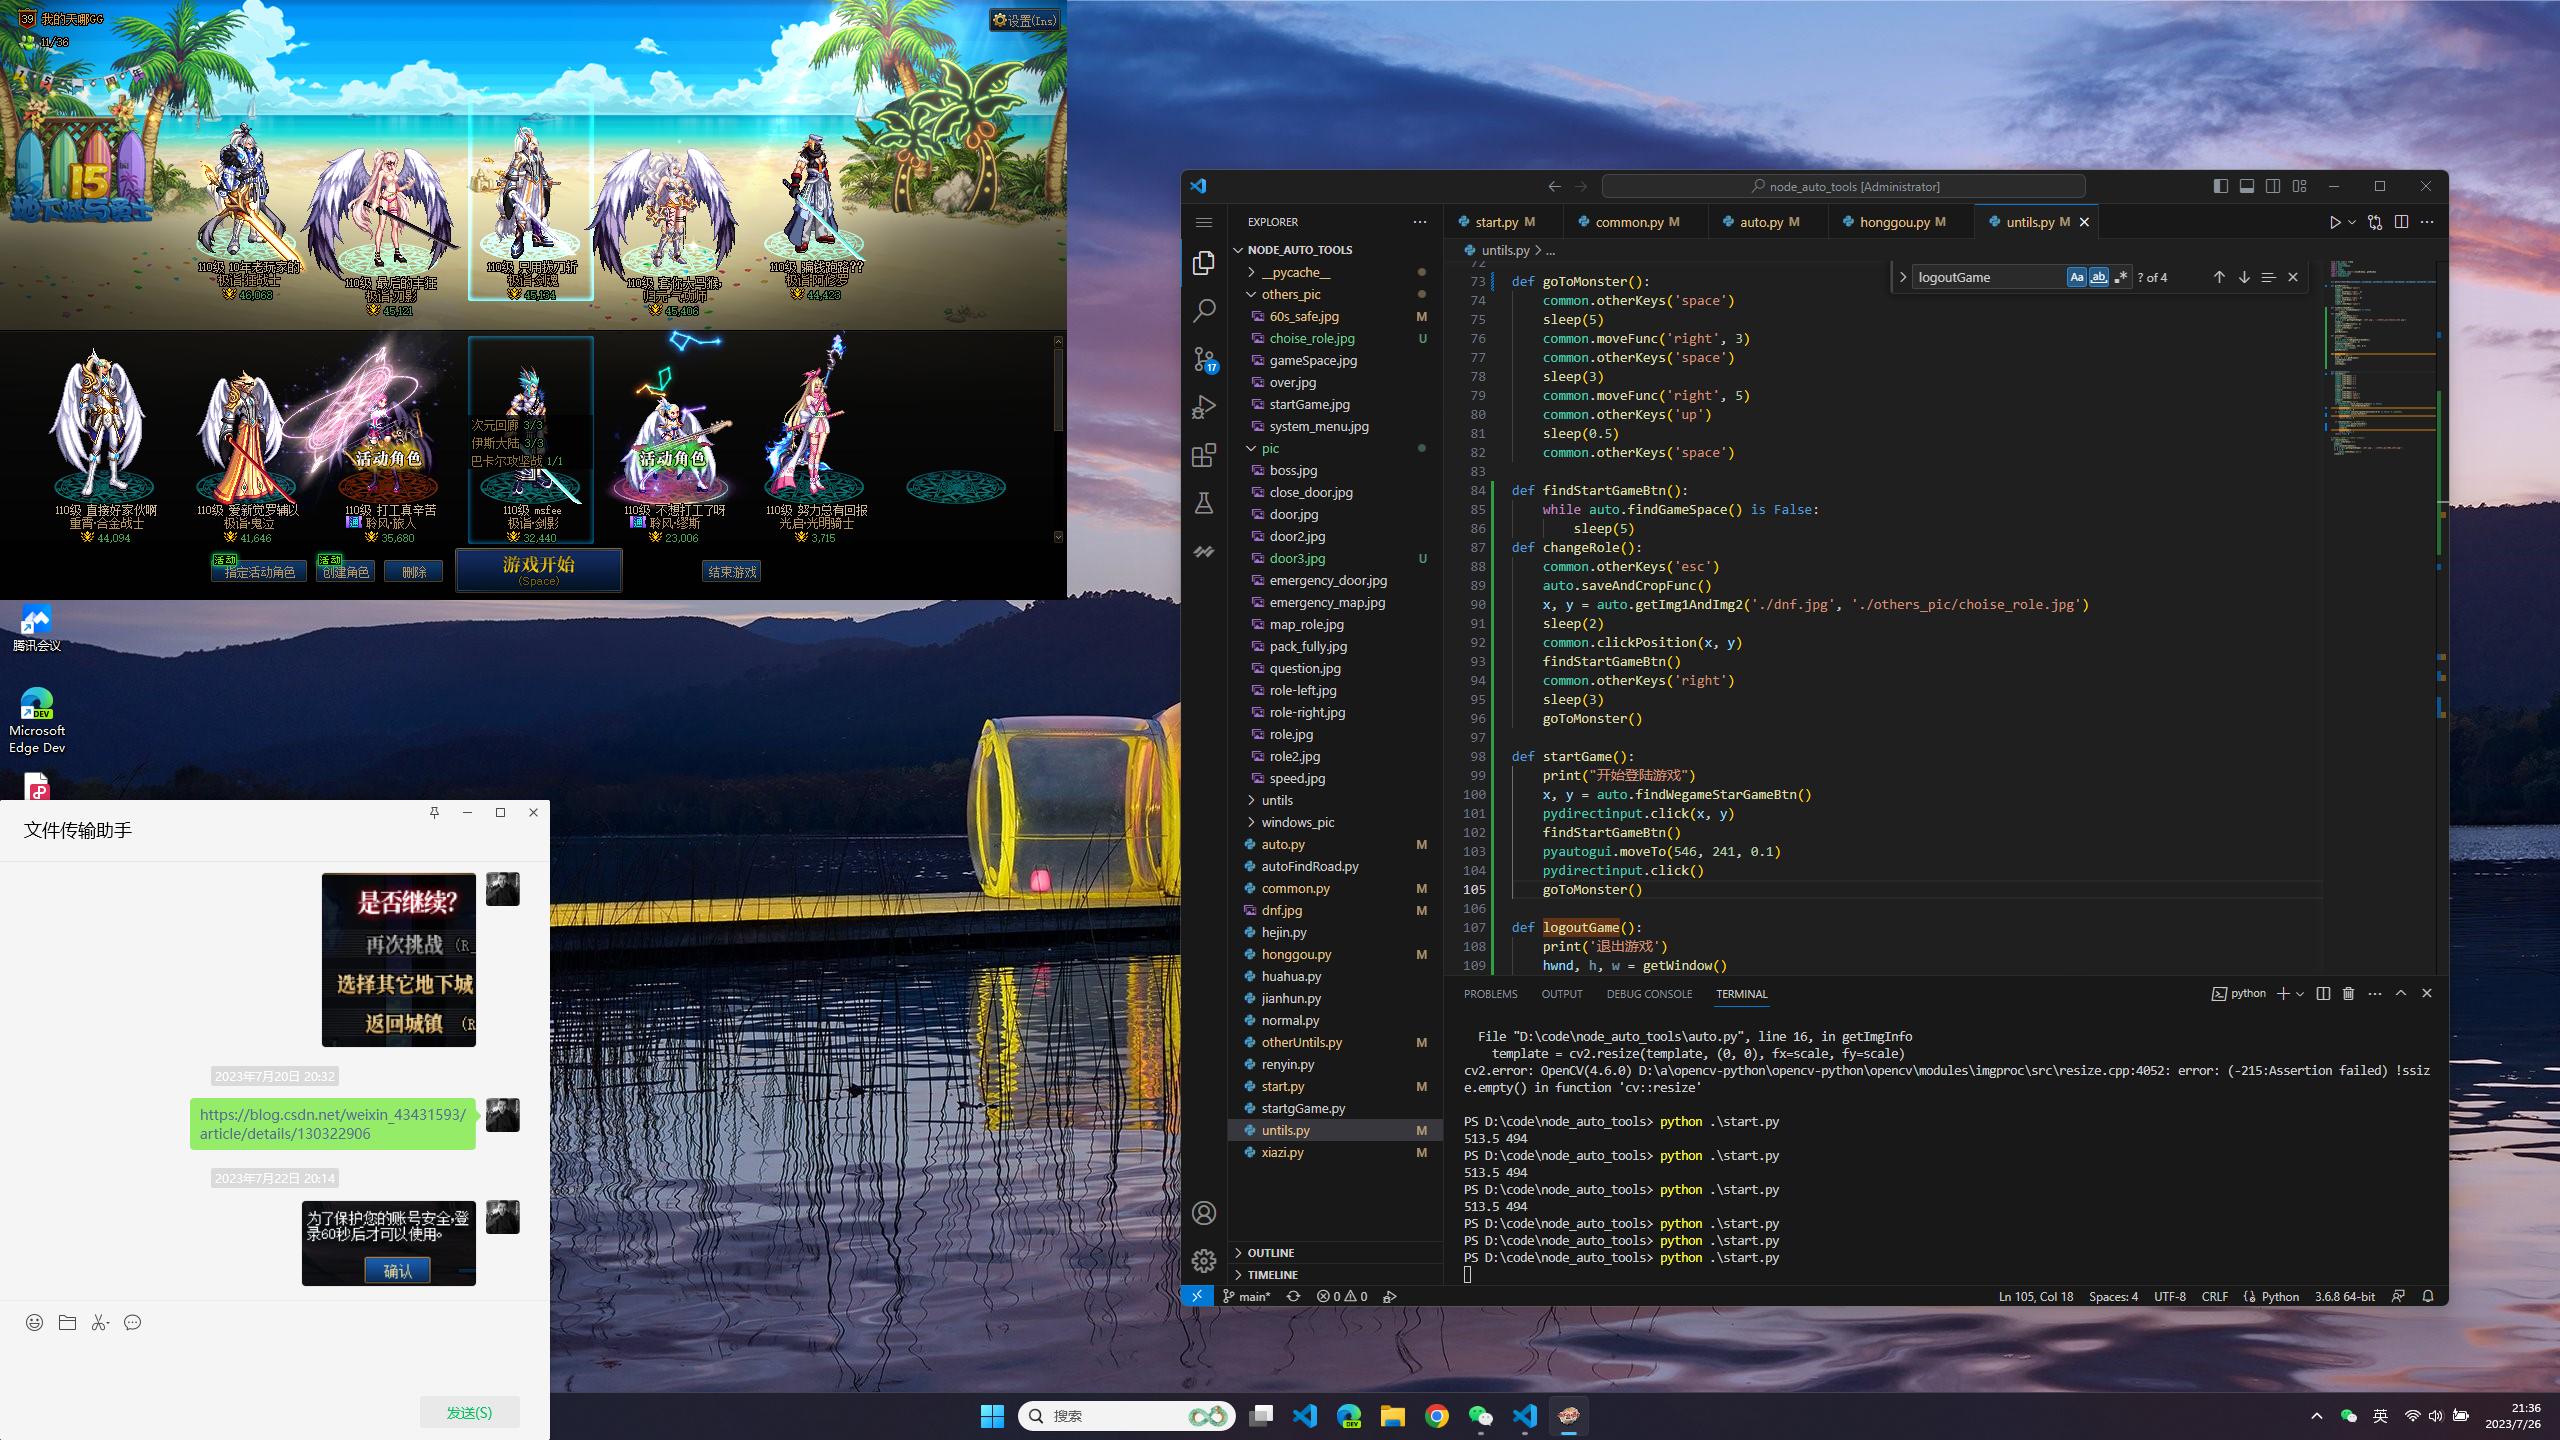 39 我的天哪GG
设置(Ins)
11/36
15
地下城与勇士
110级 10年老玩家的
极诣·狂战士
46,063
110级 最后的手狂
极诣·刃影
45,121
110级 只用拔刀斩
极诣·剑魂
45,134
110级 套你大马猴,
归元·气功师
45,406
110级 骗钱跑路??
极诣·阿修罗
44,423
次元回廊 3/3
伊斯大陆 3/3
巴卡尔攻坚战 1/1
活动角色
活动角色
110级 直接好家伙啊
重霄·合金战士
44,094
110级 爱新觉罗辅以
极诣·鬼泣
41,646
110级 打工真辛苦
聆风·旅人
35,680
110级 msfee
极诣·剑影
32,440
110级 不想打工了呀
聆风·缪斯
23,006
110级 努力总有回报
光启·光明骑士
3,715
活动
指定活动角色
活动
创建角色
删除
游戏开始
(Space)
结束游戏
腾讯会议
DEV
Microsoft
Edge Dev
文件传输助手
是否继续?
再次挑战 (R
选择其它地下城
返回城镇 (R
2023年7月20日 20:32
https://blog.csdn.net/weixin_43431593/
article/details/130322906
2023年7月22日 20:14
为了保护您的账号安全,登
录60秒后才可以使用。
确认
发送(S)
node_auto_tools [Administrator]
EXPLORER
NODE_AUTO_TOOLS
__pycache__
others_pic
60s_safe.jpg M
choise_role.jpg U
gameSpace.jpg
over.jpg
startGame.jpg
system_menu.jpg
pic
boss.jpg
close_door.jpg
door.jpg
door2.jpg
door3.jpg U
emergency_door.jpg
emergency_map.jpg
map_role.jpg
pack_fully.jpg
question.jpg
role-left.jpg
role-right.jpg
role.jpg
role2.jpg
speed.jpg
untils
windows_pic
auto.py M
autoFindRoad.py
common.py M
dnf.jpg M
hejin.py
honggou.py M
huahua.py
jianhun.py
normal.py
otherUntils.py M
renyin.py
start.py M
startgGame.py
untils.py M
xiazi.py M
OUTLINE
TIMELINE
17
start.py M
common.py M
auto.py M
honggou.py M
untils.py M
untils.py > ...
logoutGame
Aa
ab
? of 4
72
73 def goToMonster():
74 common.otherKeys('space')
75 sleep(5)
76 common.moveFunc('right', 3)
77 common.otherKeys('space')
78 sleep(3)
79 common.moveFunc('right', 5)
80 common.otherKeys('up')
81 sleep(0.5)
82 common.otherKeys('space')
83
84 def findStartGameBtn():
85 while auto.findGameSpace() is False:
86 sleep(5)
87 def changeRole():
88 common.otherKeys('esc')
89 auto.saveAndCropFunc()
90 x, y = auto.getImg1AndImg2('./dnf.jpg', './others_pic/choise_role.jpg')
91 sleep(2)
92 common.clickPosition(x, y)
93 findStartGameBtn()
94 common.otherKeys('right')
95 sleep(3)
96 goToMonster()
97
98 def startGame():
99 print("开始登陆游戏")
100 x, y = auto.findWegameStarGameBtn()
101 pydirectinput.click(x, y)
102 findStartGameBtn()
103 pyautogui.moveTo(546, 241, 0.1)
104 pydirectinput.click()
105 goToMonster()
106
107 def logoutGame():
108 print('退出游戏')
109 hwnd, h, w = getWindow()
PROBLEMS OUTPUT DEBUG CONSOLE TERMINAL
python
File "D:\code\node_auto_tools\auto.py", line 16, in getImgInfo
template = cv2.resize(template, (0, 0), fx=scale, fy=scale)
cv2.error: OpenCV(4.6.0) D:\a\opencv-python\opencv-python\opencv\modules\imgproc\src\resize.cpp:4052: error: (-215:Assertion failed) !ssiz
e.empty() in function 'cv::resize'
PS D:\code\node_auto_tools> python .\start.py
513.5 494
PS D:\code\node_auto_tools> python .\start.py
513.5 494
PS D:\code\node_auto_tools> python .\start.py
513.5 494
PS D:\code\node_auto_tools> python .\start.py
PS D:\code\node_auto_tools> python .\start.py
PS D:\code\node_auto_tools> python .\start.py
main* 0 0
Ln 105, Col 18 Spaces: 4 UTF-8 CRLF Python 3.6.8 64-bit
搜索
DEV
英
21:36
2023/7/26